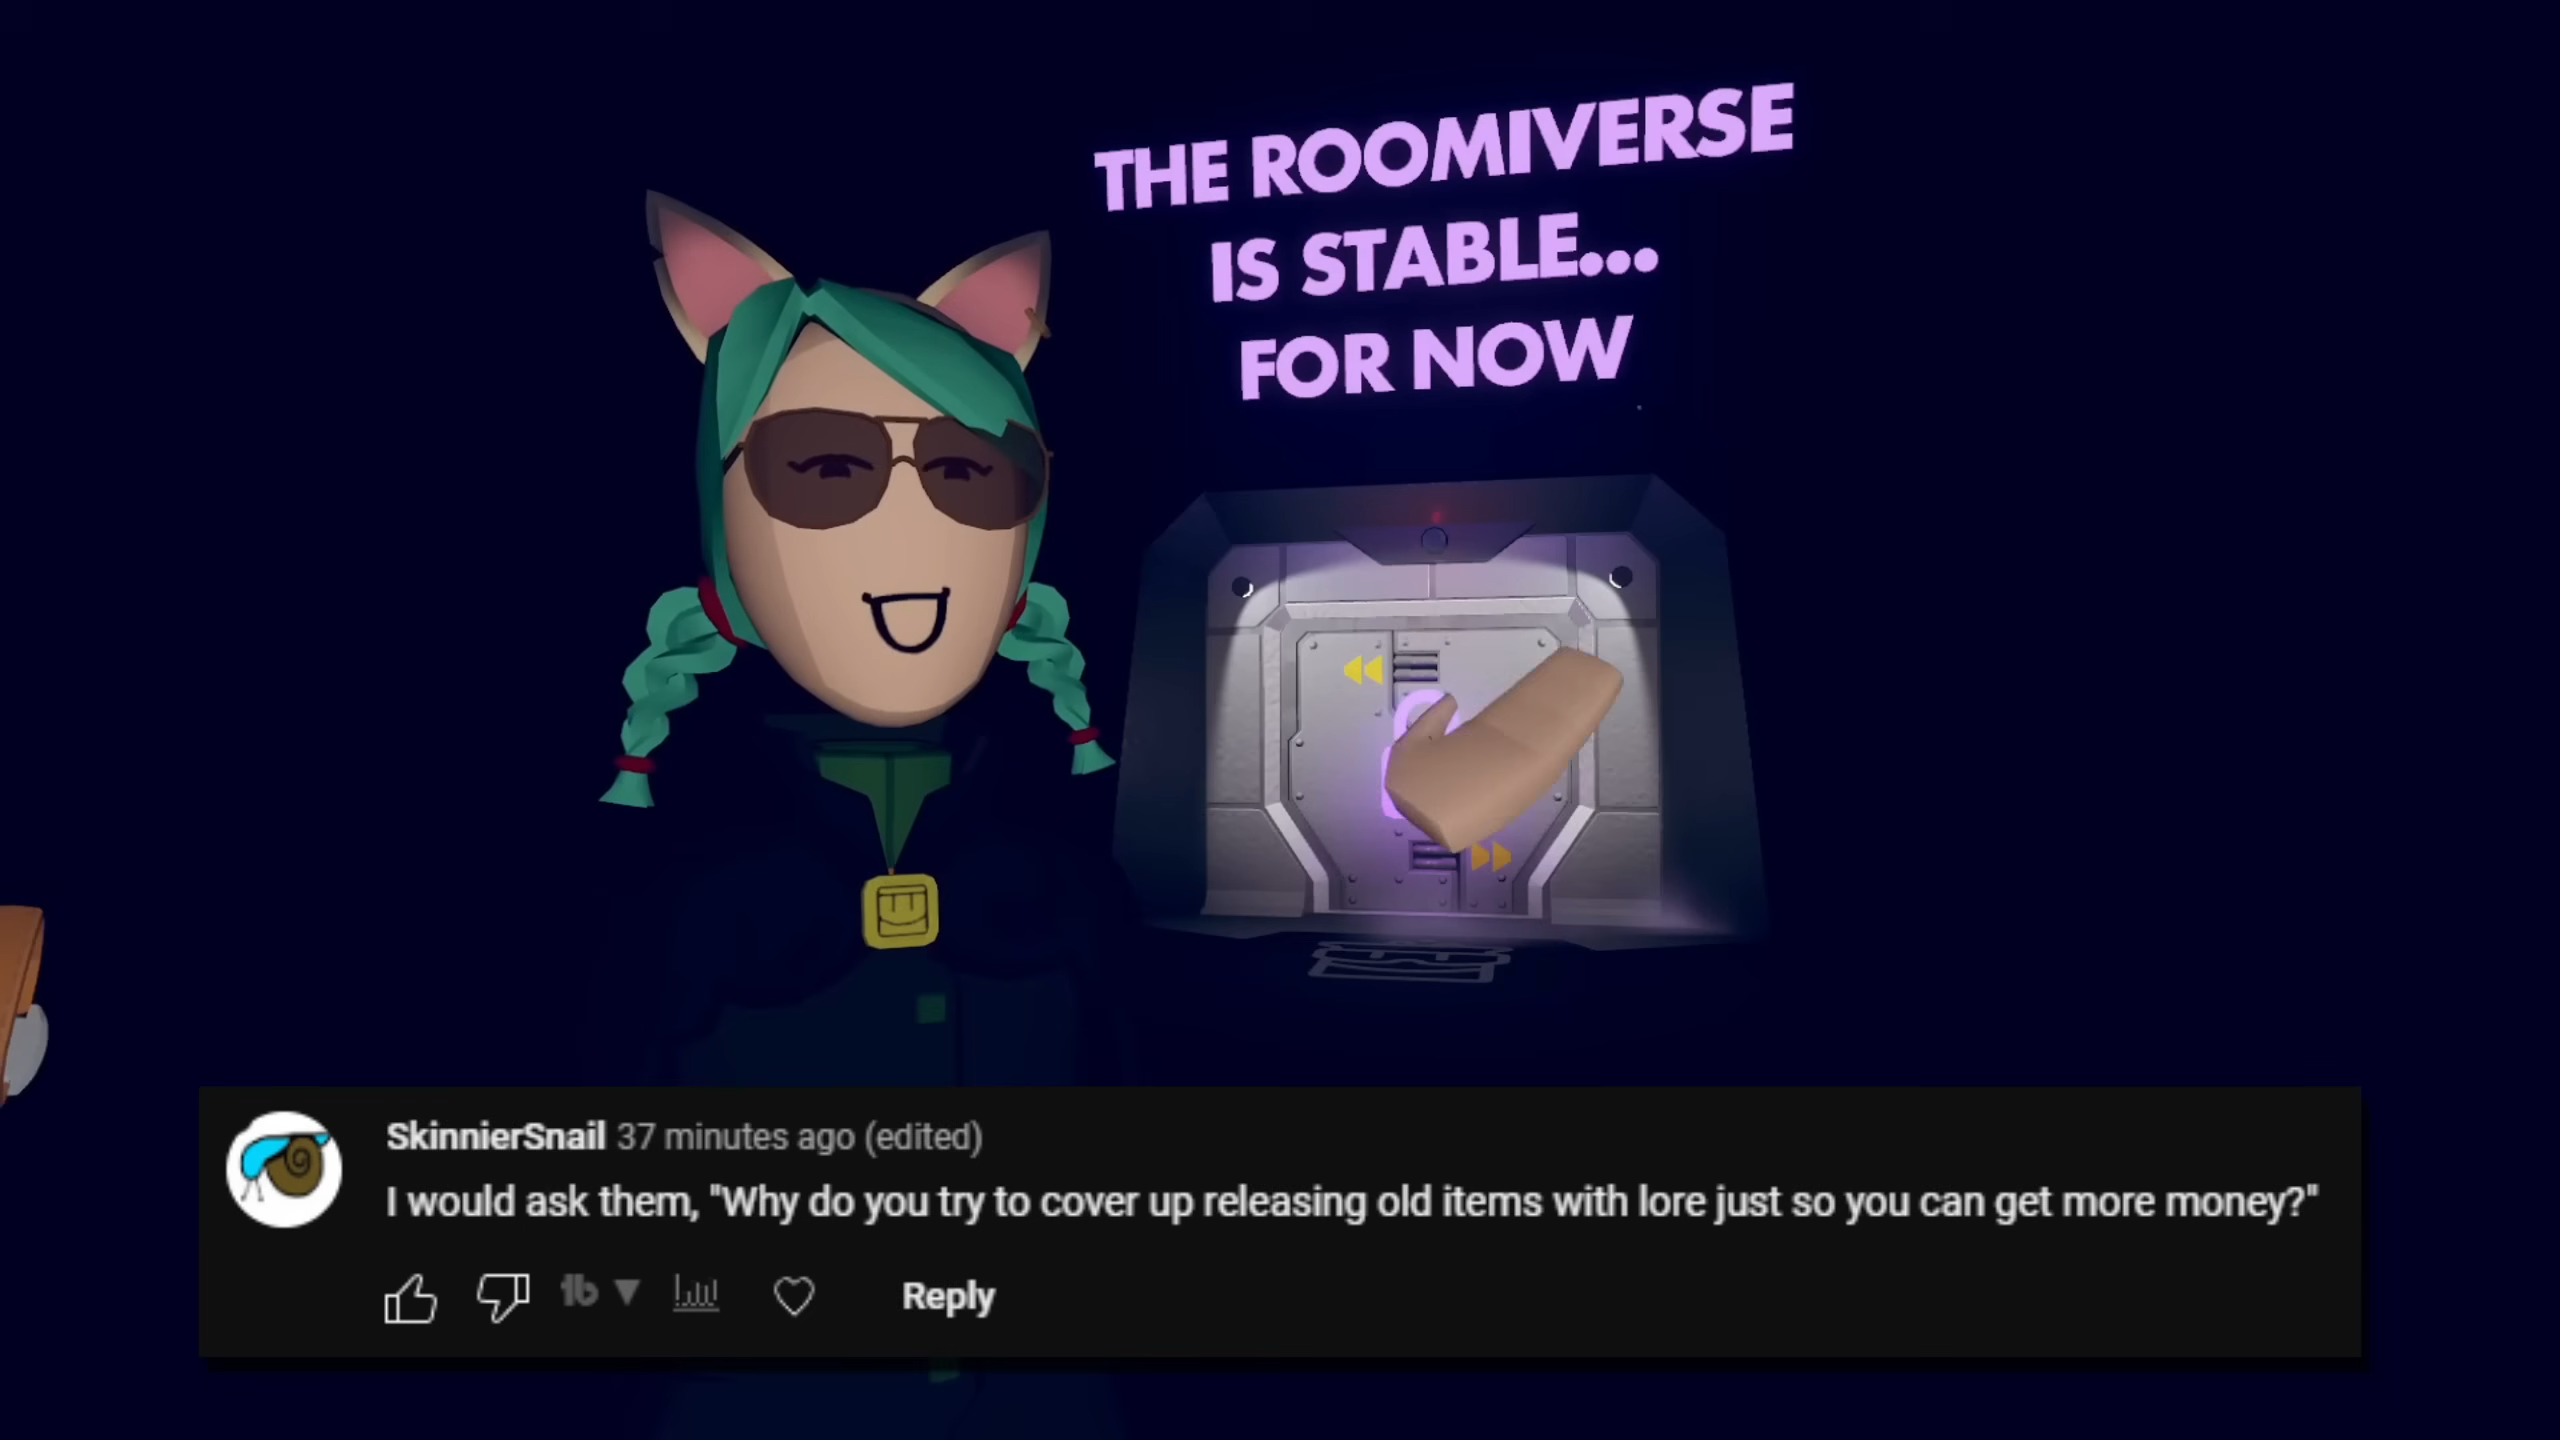 THE ROOMIVERSE
IS STABLE...
FOR NOW
SkinnierSnail 37 minutes ago (edited)
I would ask them, "Why do you try to cover up releasing old items with lore just so you can get more money?"
Reply